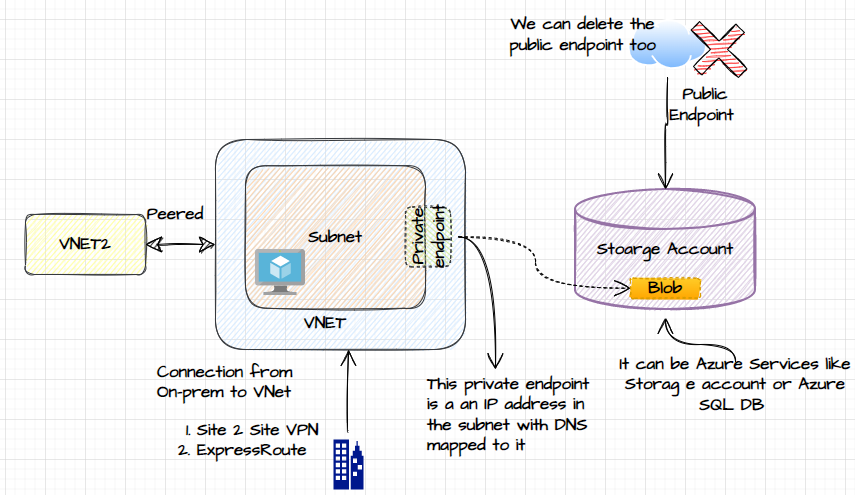 We can delete the
public endpoint too
Public
Endpoint
Peered
VNET2
Subnet
Private
endpoint
VNET
Stoarge Account
Blob
Connection from
On-prem to VNet
1. Site 2 Site VPN
2. ExpressRoute
This private endpoint
is a an IP address in
the subnet with DNS
mapped to it
It can be Azure Services like
Storag e account or Azure
SQL DB